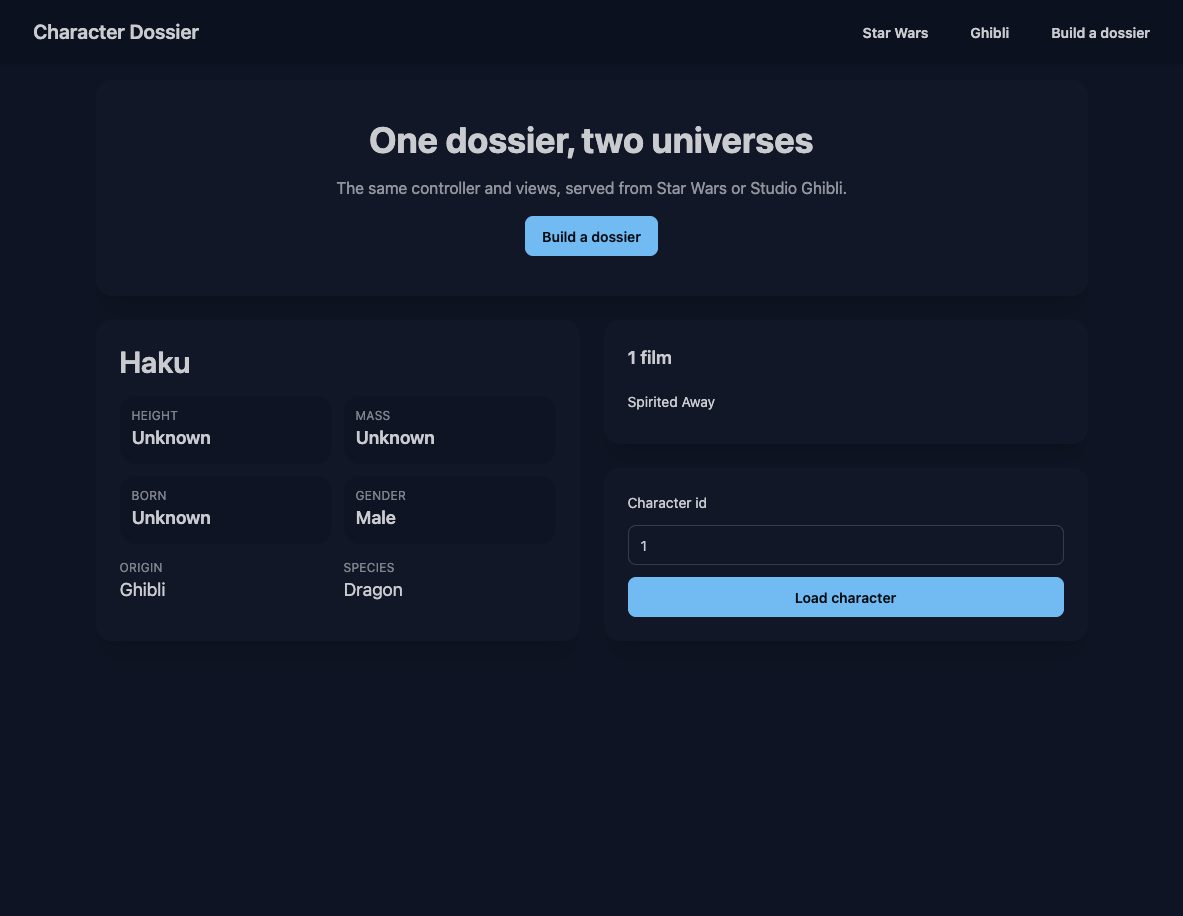 Character Dossier
Star Wars
Ghibli
Build a dossier
One dossier, two universes
The same controller and views, served from Star Wars or Studio Ghibli.
Build a dossier
Haku
HEIGHT
Unknown
MASS
Unknown
BORN
Unknown
GENDER
Male
ORIGIN
Ghibli
SPECIES
Dragon
1 film
Spirited Away
Character id
1
Load character